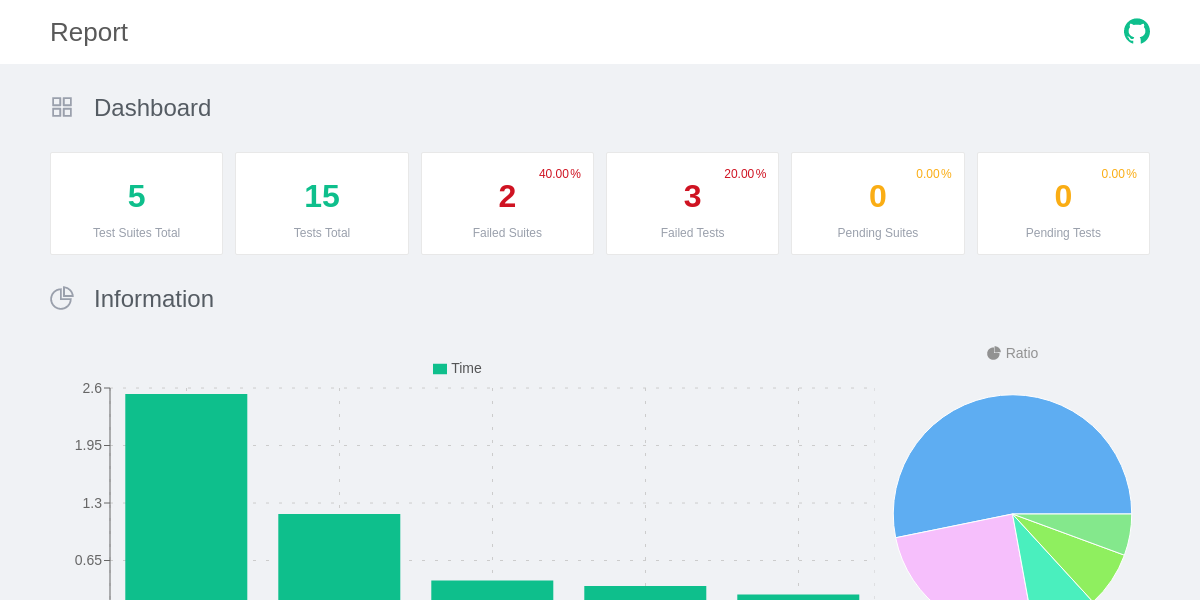 Report
Dashboard
40.00%
20.00%
0.00%
0.00%
5
15
2
3
0
0
Test Suites Total
Tests Total
Failed Suites
Failed Tests
Pending Suites
Pending Tests
Information
Ratio
Time
2.6
1.95
1.3
0.65